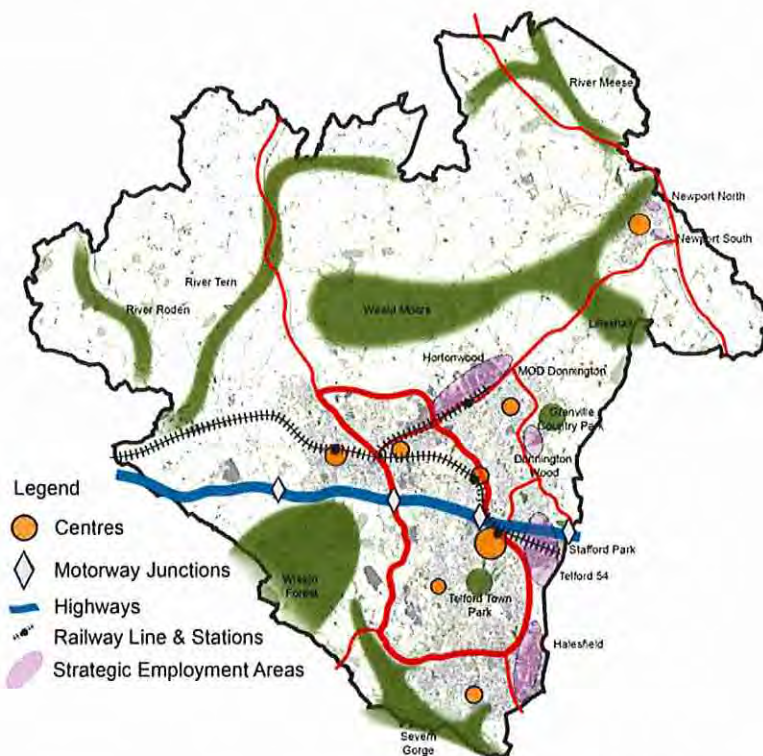 River Meese
Newport North
Newport South
River Tern
River Roden
Weald Moors
Lilleshall
Hortonwood
MOD Donnington
Grenville
Country Park
Donnington
Wood
Legend
Centres
Motorway Junctions
Highways
Railway Line & Stations
Strategic Employment Areas
Stafford Park
Telford 54
Wrekin
Forest
Telford Town
Park
Halesfield
Severn
Gorge